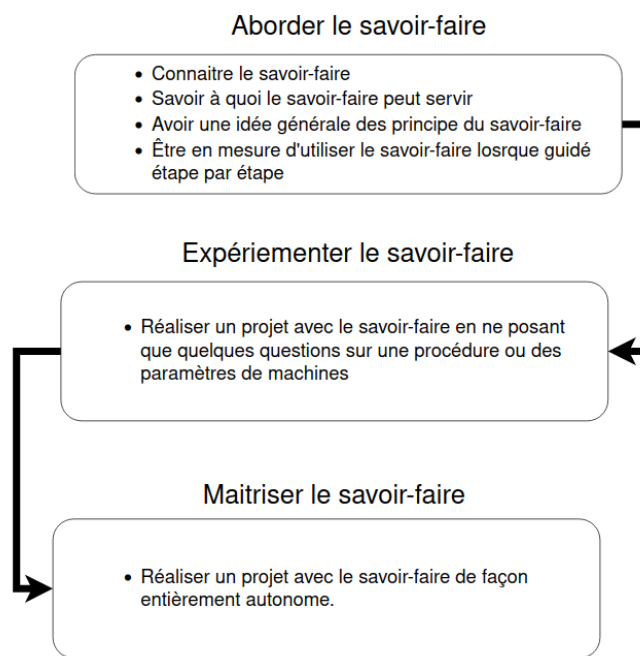 Aborder le savoir-faire
• Connaitre le savoir-faire
• Savoir à quoi le savoir-faire peut servir
• Avoir une idée générale des principe du savoir-faire
• Être en mesure d'utiliser le savoir-faire losrque guidé
étape par étape
Expériementer le savoir-faire
• Réaliser un projet avec le savoir-faire en ne posant
que quelques questions sur une procédure ou des
paramètres de machines
Maitriser le savoir-faire
• Réaliser un projet avec le savoir-faire de façon
entièrement autonome.